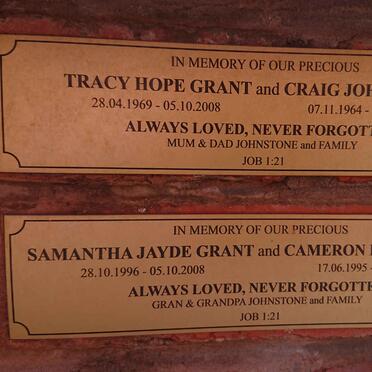 IN MEMORY OF OUR PRECIOUS
TRACY HOPE GRANT and CRAIG JOH
28.04.1969 - 05.10.2008 07.11.1964 -
ALWAYS LOVED, NEVER FORGOTT
MUM & DAD JOHNSTONE and FAMILY
JOB 1:21
IN MEMORY OF OUR PRECIOUS
SAMANTHA JAYDE GRANT and CAMERON
28.10.1996 - 05.10.2008 17.06.1995 -
ALWAYS LOVED, NEVER FORGOTTE
GRAN & GRANDPA JOHNSTONE and FAMILY
JOB 1:21